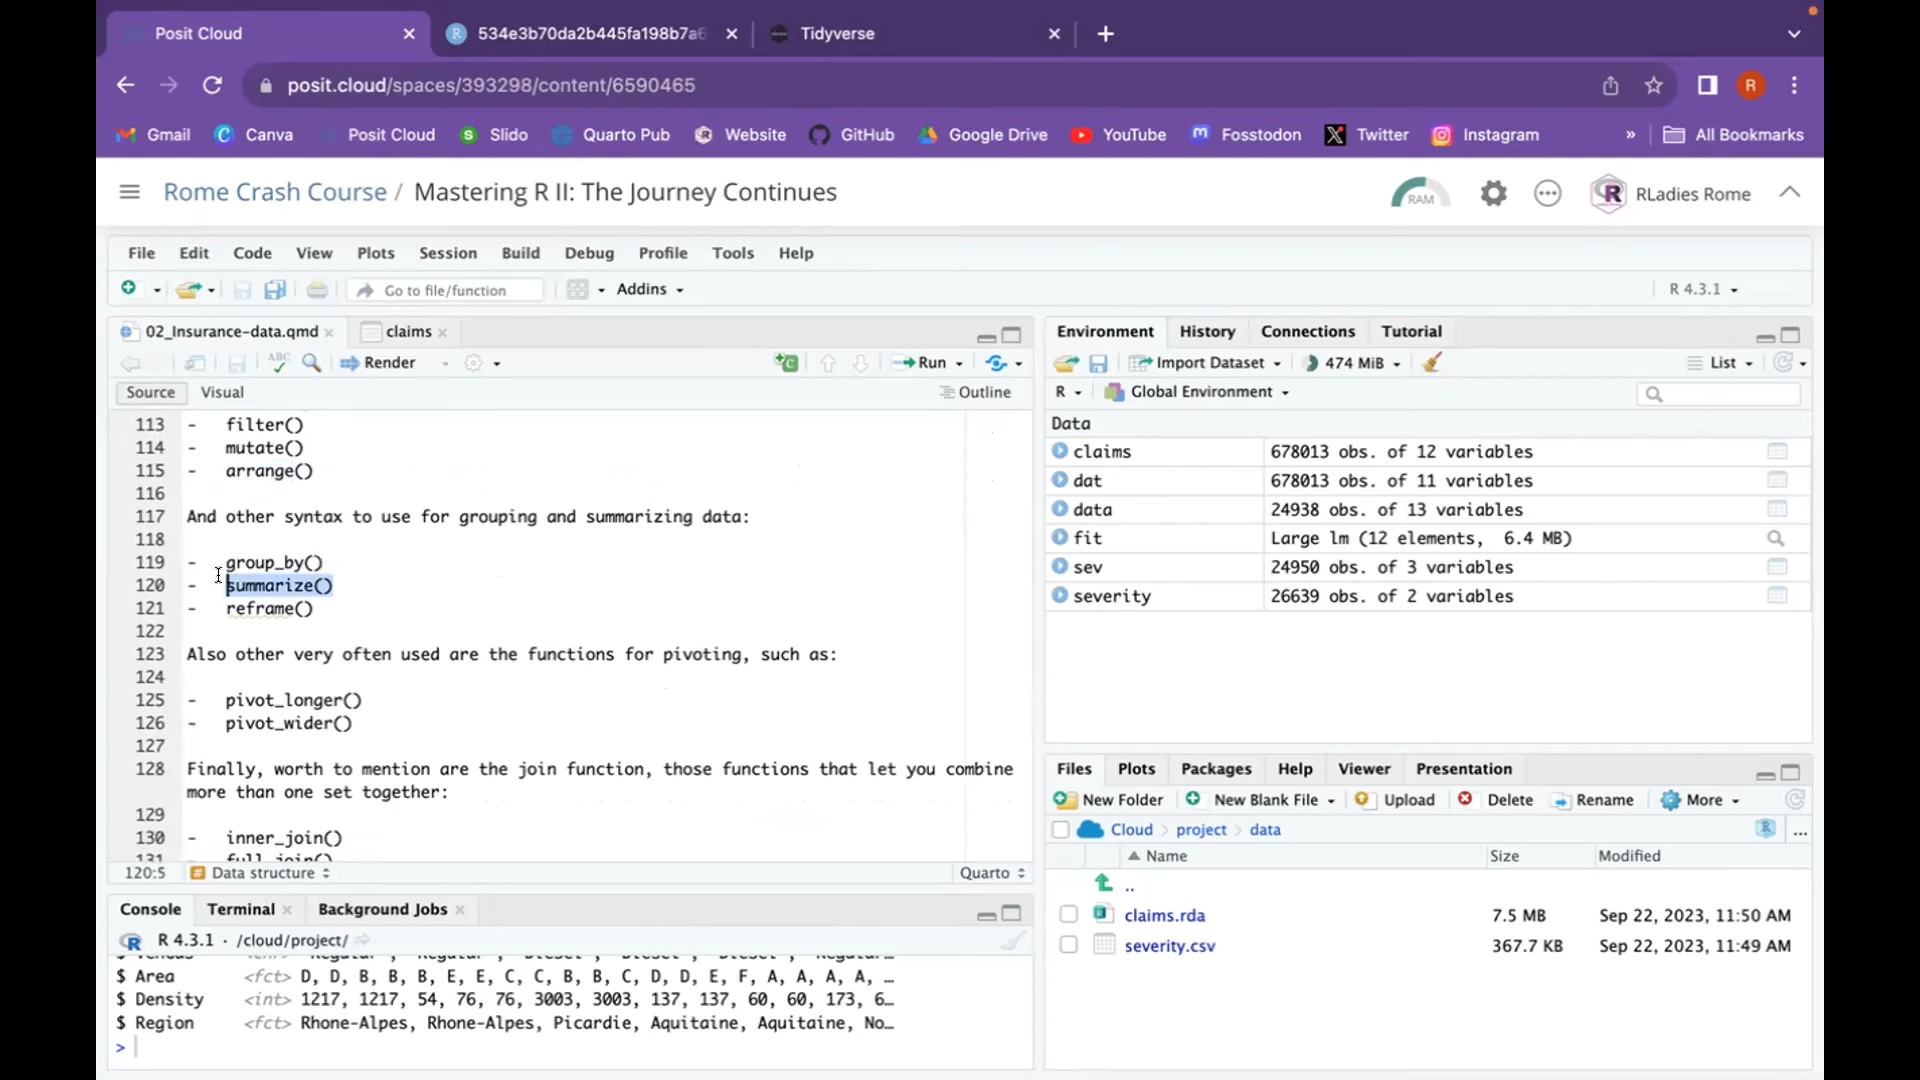 Posit Cloud
534e3b70da2b445fa198b7a6
Tidyverse
posit.cloud/spaces/393298/content/6590465
R
Gmail Canva Posit Cloud Slido Quarto Pub Website GitHub Google Drive YouTube Fosstodon Twitter Instagram » All Bookmarks
Rome Crash Course / Mastering R II: The Journey Continues
RAM
RLadies Rome
File Edit Code View Plots Session Build Debug Profile Tools Help
Go to file/function
Addins
R 4.3.1
02_Insurance-data.qmd
claims
ABC
Render
Run
Source Visual
Outline
113 - filter()
114 - mutate()
115 - arrange()
116
117 And other syntax to use for grouping and summarizing data:
118
119 - group_by()
120 - summarize()
121 - reframe()
122
123 Also other very often used are the functions for pivoting, such as:
124
125 - pivot_longer()
126 - pivot_wider()
127
128 Finally, worth to mention are the join function, those functions that let you combine
more than one set together:
129
130 - inner_join()
131 - full_join()
120:5 Data structure Quarto
Console Terminal Background Jobs
R 4.3.1 · /cloud/project/
$ Area <fct> D, D, B, B, B, E, E, C, C, B, B, C, D, D, E, F, A, A, A, A, …
$ Density <int> 1217, 1217, 54, 76, 76, 3003, 3003, 137, 137, 60, 60, 173, 6…
$ Region <fct> Rhone-Alpes, Rhone-Alpes, Picardie, Aquitaine, Aquitaine, No…
>
Environment History Connections Tutorial
Import Dataset 474 MiB List
R Global Environment
Data
claims 678013 obs. of 12 variables
dat 678013 obs. of 11 variables
data 24938 obs. of 13 variables
fit Large lm (12 elements, 6.4 MB)
sev 24950 obs. of 3 variables
severity 26639 obs. of 2 variables
Files Plots Packages Help Viewer Presentation
New Folder New Blank File Upload Delete Rename More
Cloud project data ...
Name Size Modified
..
claims.rda 7.5 MB Sep 22, 2023, 11:50 AM
severity.csv 367.7 KB Sep 22, 2023, 11:49 AM